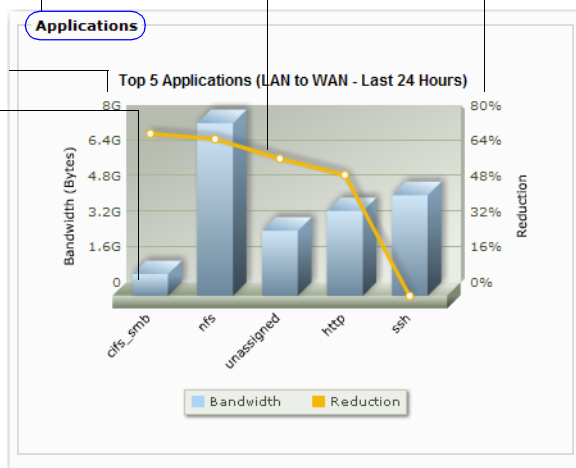 Applications
Top 5 Applications (LAN to WAN - Last 24 Hours)
8G
6.4G
4.8G
3.2G
1.6G
0
Bandwidth (Bytes)
80%
64%
48%
32%
16%
0%
Reduction
cifs_smb
nfs
unassigned
http
ssh
Bandwidth
Reduction